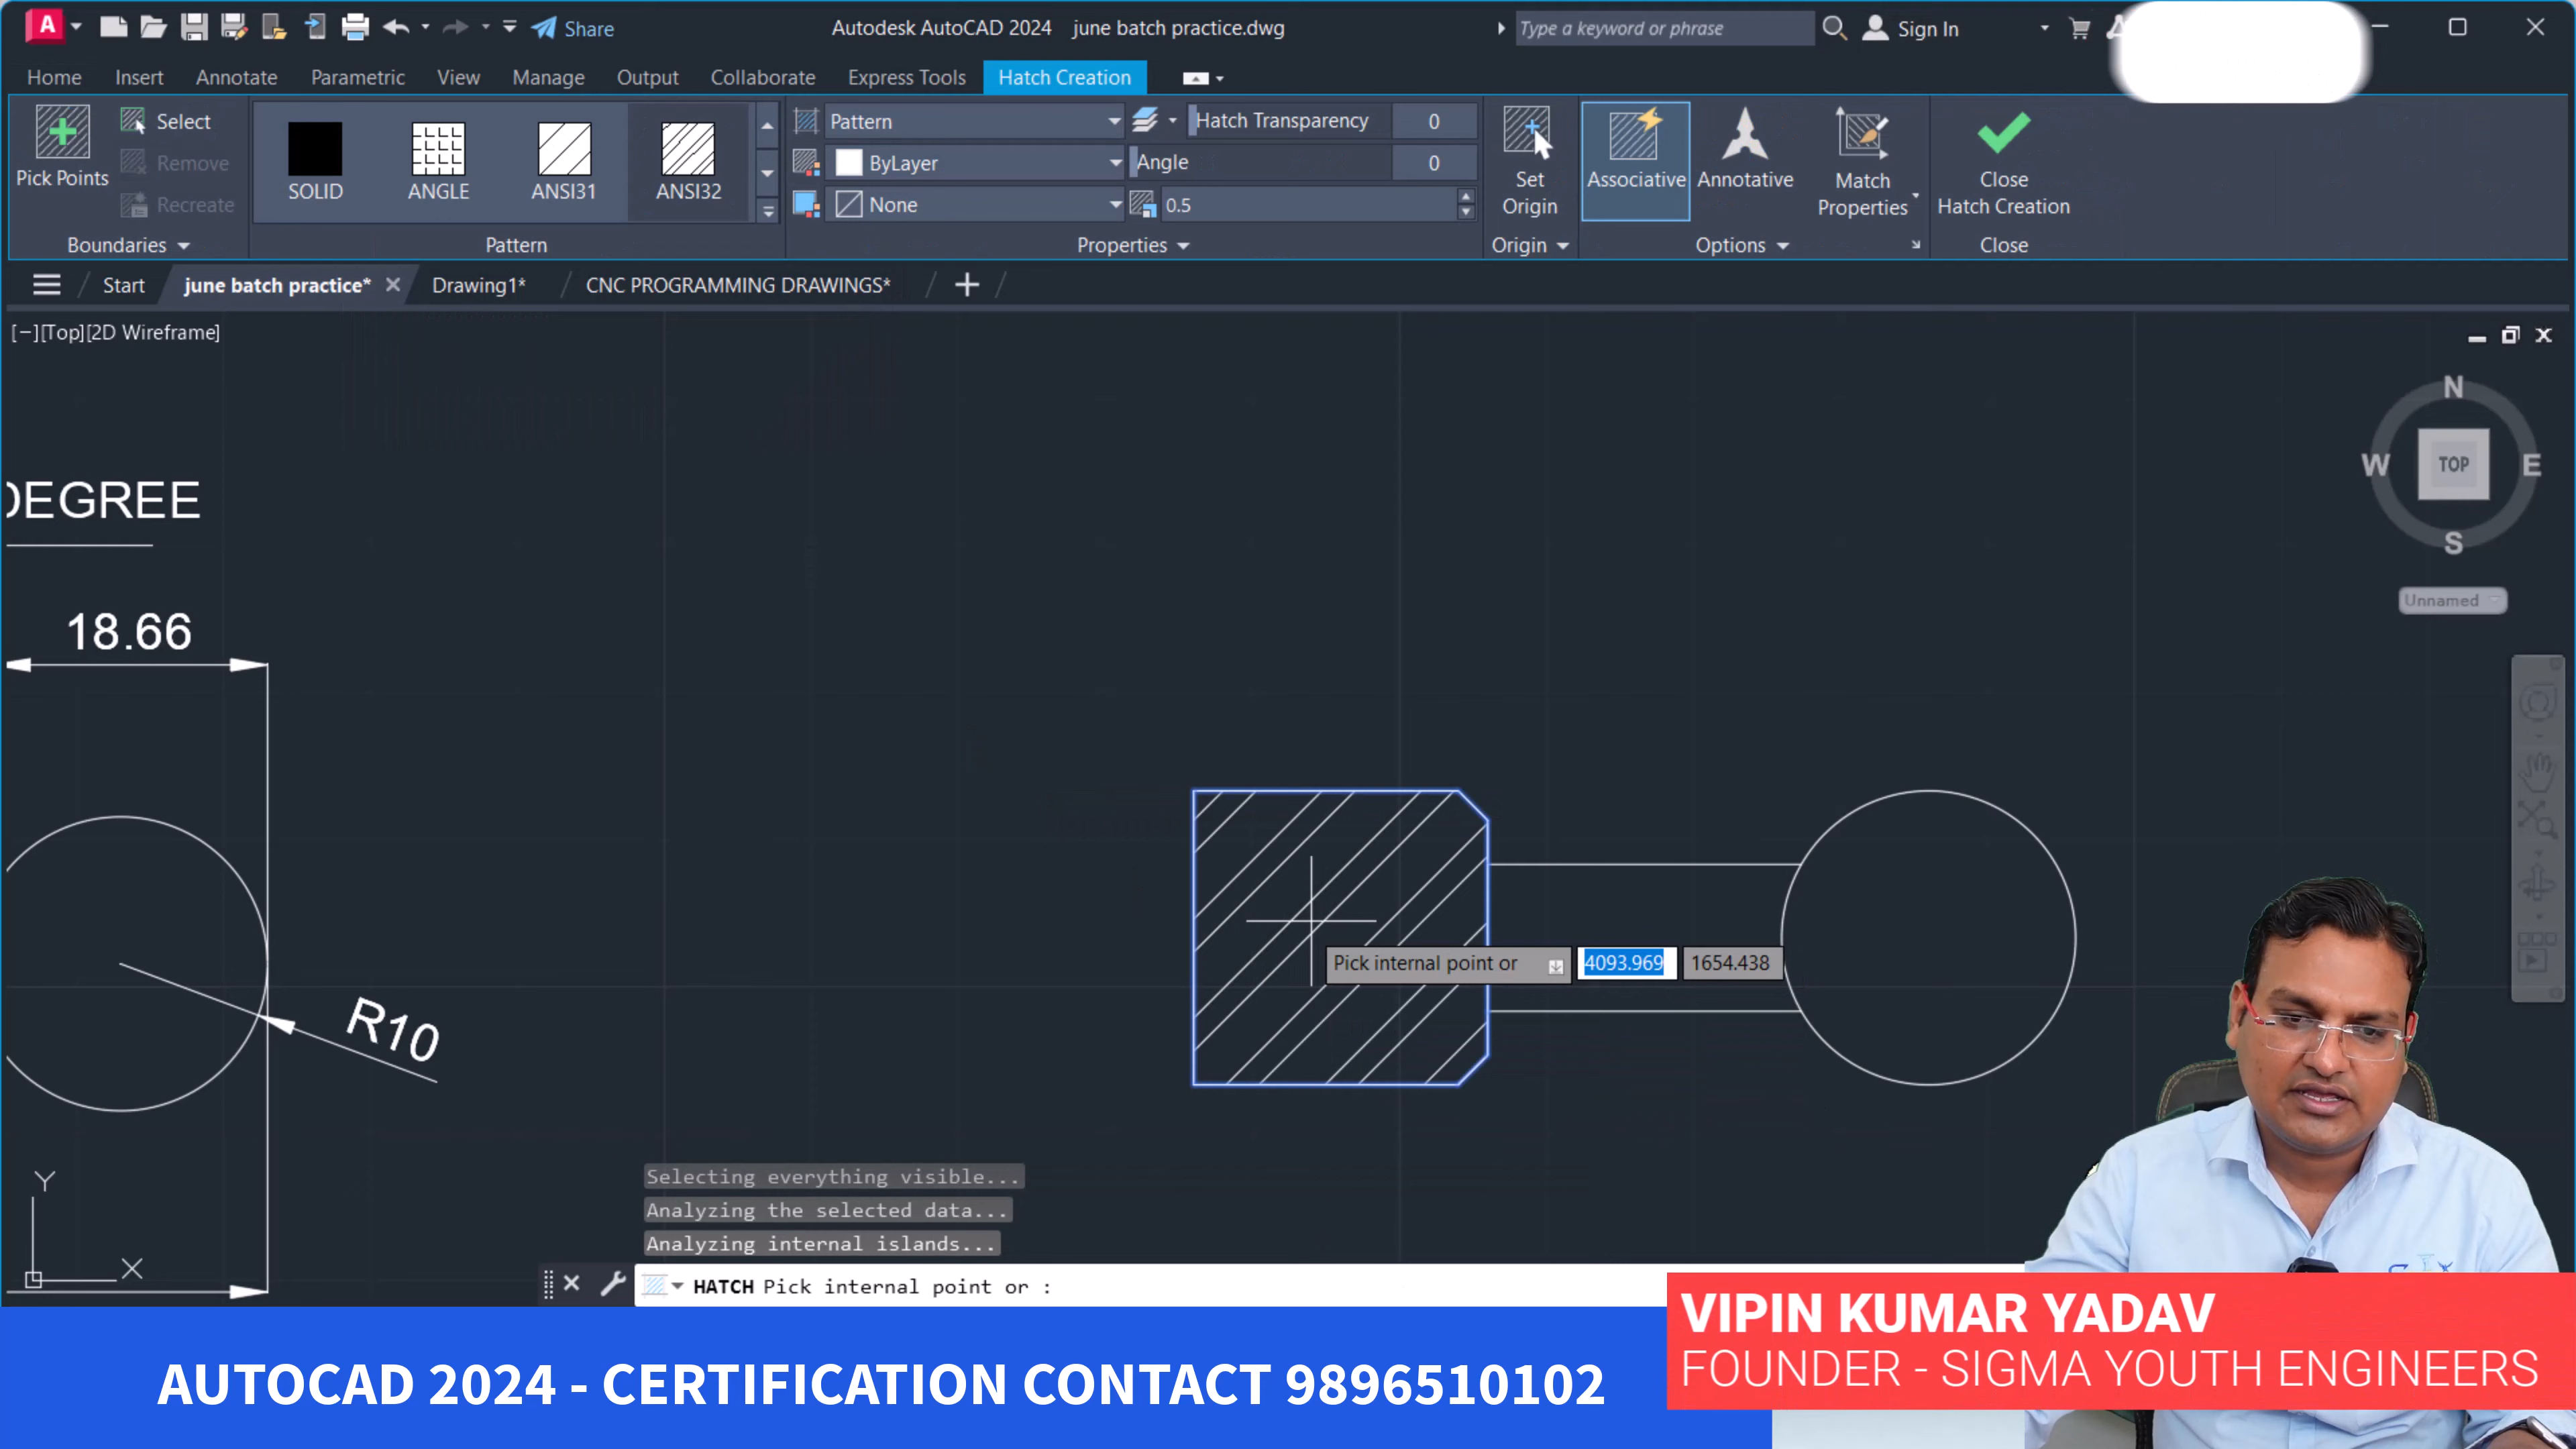 A
Share
Autodesk AutoCAD 2024 june batch practice.dwg
Type a keyword or phrase
Sign In
Home Insert Annotate Parametric View Manage Output Collaborate Express Tools Hatch Creation
Pick Points
Select
Remove
Recreate
Boundaries
SOLID ANGLE ANSI31 ANSI32
Pattern
Pattern
ByLayer
None
Hatch Transparency 0
Angle 0
0.5
Properties
Set
Origin
Origin
Associative
Annotative
Match
Properties
Options
Close
Hatch Creation
Close
Start june batch practice* Drawing1* CNC PROGRAMMING DRAWINGS*
[−][Top][2D Wireframe]
N
W TOP E
S
Unnamed
DEGREE
18.66
R10
Pick internal point or 4093.969 1654.438
Y
X
Selecting everything visible...
Analyzing the selected data...
Analyzing internal islands...
HATCH Pick internal point or :
VIPIN KUMAR YADAV
FOUNDER - SIGMA YOUTH ENGINEERS
AUTOCAD 2024 - CERTIFICATION CONTACT 9896510102